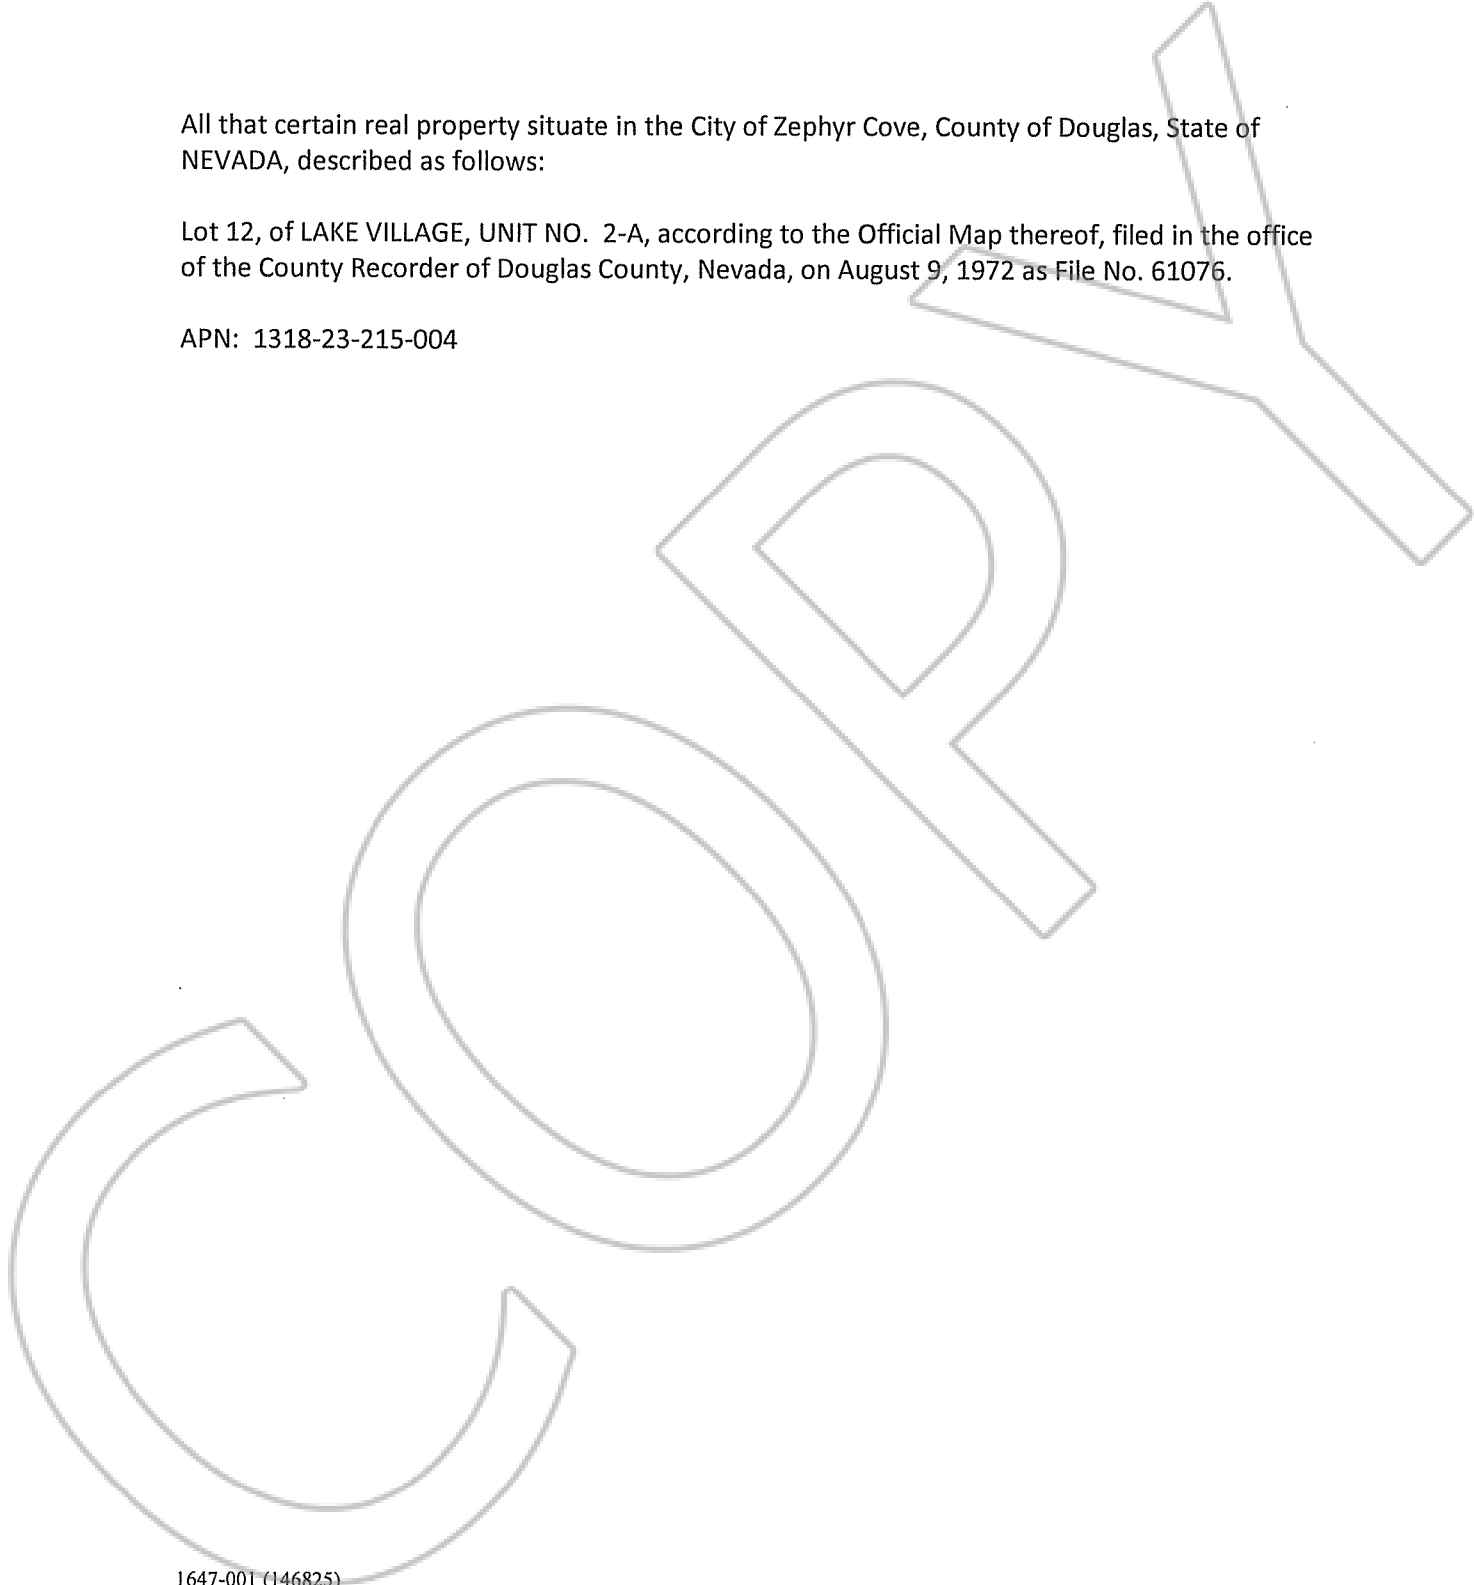 All that certain real property situate in the City of Zephyr Cove, County of Douglas, State of
NEVADA, described as follows:
Lot 12, of LAKE VILLAGE, UNIT NO.  2-A, according to the Official Map thereof, filed in the office
of the County Recorder of Douglas County, Nevada, on August 9, 1972 as File No. 61076.
APN:  1318-23-215-004
COPY
1647-001 (146825)